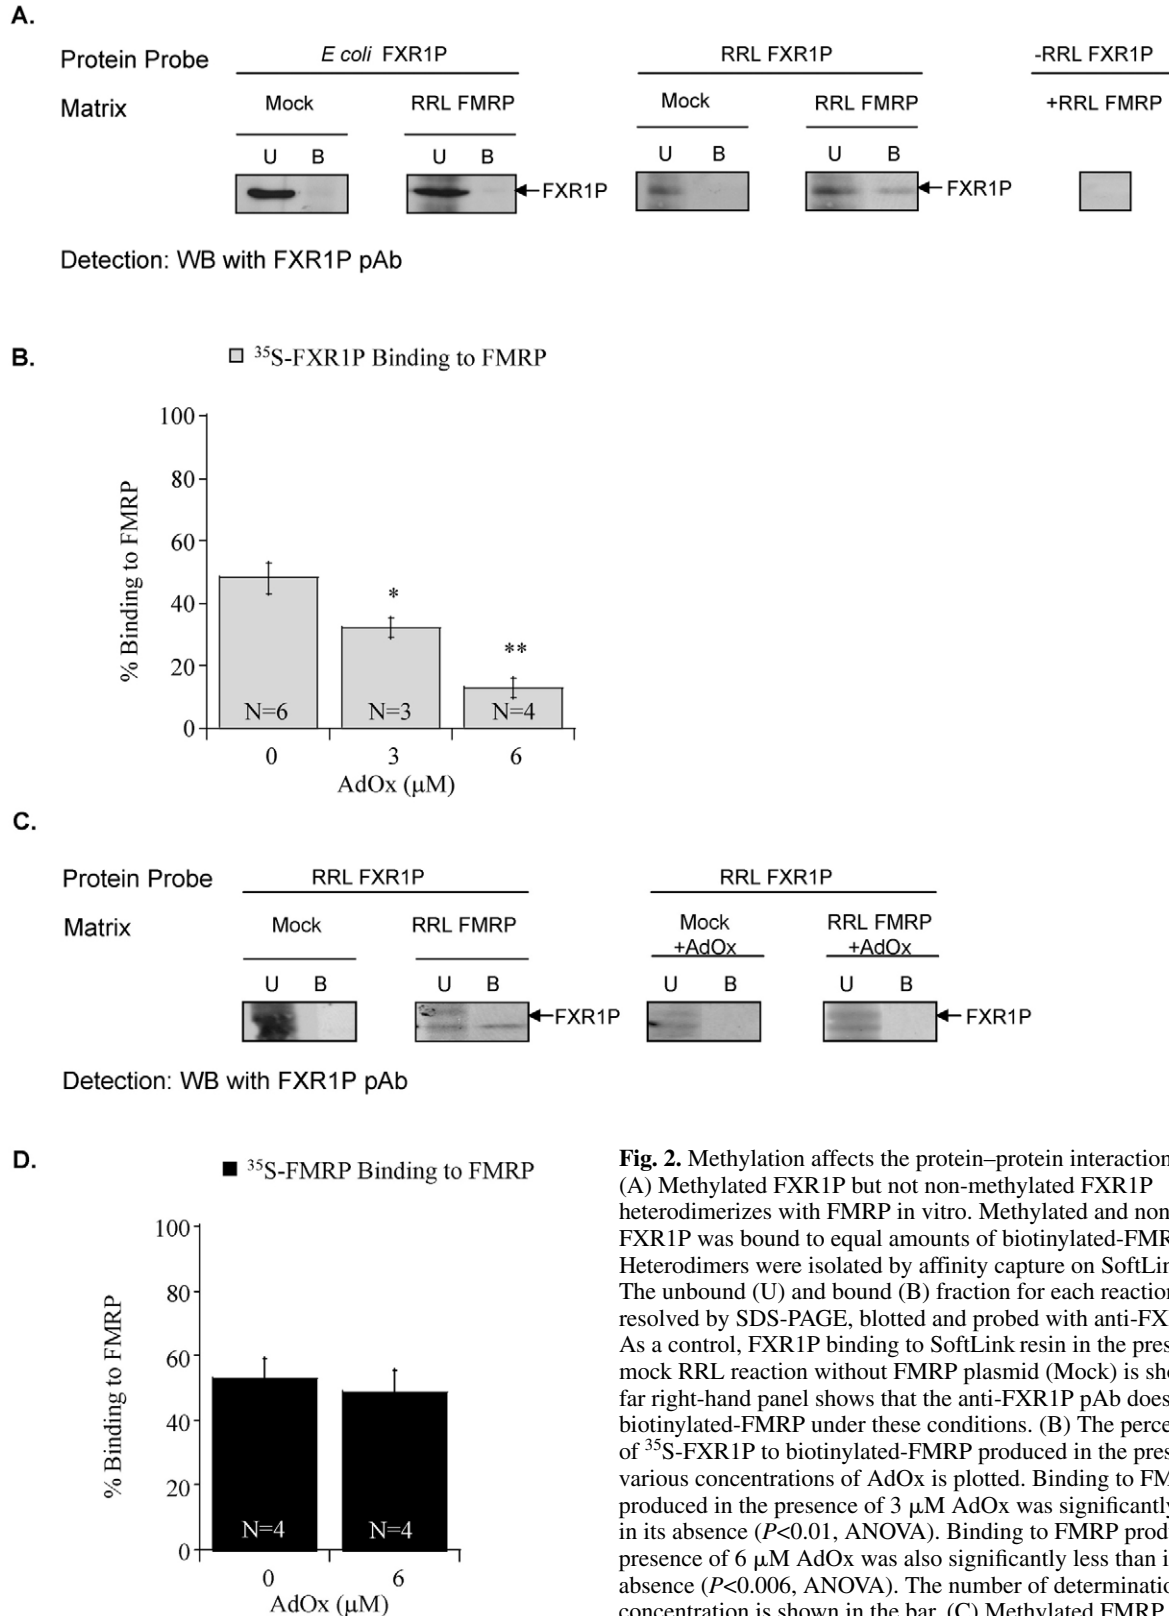 A.
Protein Probe E coli FXR1P RRL FXR1P -RRL FXR1P
Matrix Mock RRL FMRP Mock RRL FMRP +RRL FMRP
U B U B U B U B
FXR1P FXR1P
Detection: WB with FXR1P pAb
B.
35S-FXR1P Binding to FMRP
% Binding to FMRP
100
80
60
40
20
0
*
**
N=6 N=3 N=4
0 3 6
AdOx (μM)
C.
Protein Probe RRL FXR1P RRL FXR1P
Matrix Mock RRL FMRP Mock +AdOx RRL FMRP +AdOx
U B U B U B U B
FXR1P FXR1P
Detection: WB with FXR1P pAb
D.
35S-FMRP Binding to FMRP
% Binding to FMRP
100
80
60
40
20
0
N=4 N=4
0 6
AdOx (μM)
Fig. 2. Methylation affects the protein–protein interaction
(A) Methylated FXR1P but not non-methylated FXR1P
heterodimerizes with FMRP in vitro. Methylated and non-
FXR1P was bound to equal amounts of biotinylated-FMR
Heterodimers were isolated by affinity capture on SoftLin
The unbound (U) and bound (B) fraction for each reaction
resolved by SDS-PAGE, blotted and probed with anti-FX
As a control, FXR1P binding to SoftLink resin in the pres
mock RRL reaction without FMRP plasmid (Mock) is sho
far right-hand panel shows that the anti-FXR1P pAb does
biotinylated-FMRP under these conditions. (B) The perce
of 35S-FXR1P to biotinylated-FMRP produced in the pres
various concentrations of AdOx is plotted. Binding to FM
produced in the presence of 3 μM AdOx was significantly
in its absence (P<0.01, ANOVA). Binding to FMRP produ
presence of 6 μM AdOx was also significantly less than i
absence (P<0.006, ANOVA). The number of determinatio
concentration is shown in the bar. (C) Methylated FMRP